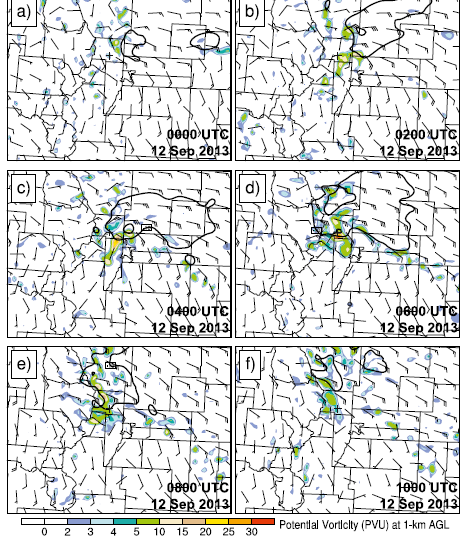 a)
0000 UTC
12 Sep 2013
b)
0200 UTC
12 Sep 2013
c)
0400 UTC
12 Sep 2013
d)
0600 UTC
12 Sep 2013
e)
0800 UTC
12 Sep 2013
f)
1000 UTC
12 Sep 2013
0 2 3 4 5 10 15 20 25 30 Potential Vorticity (PVU) at 1-km AGL